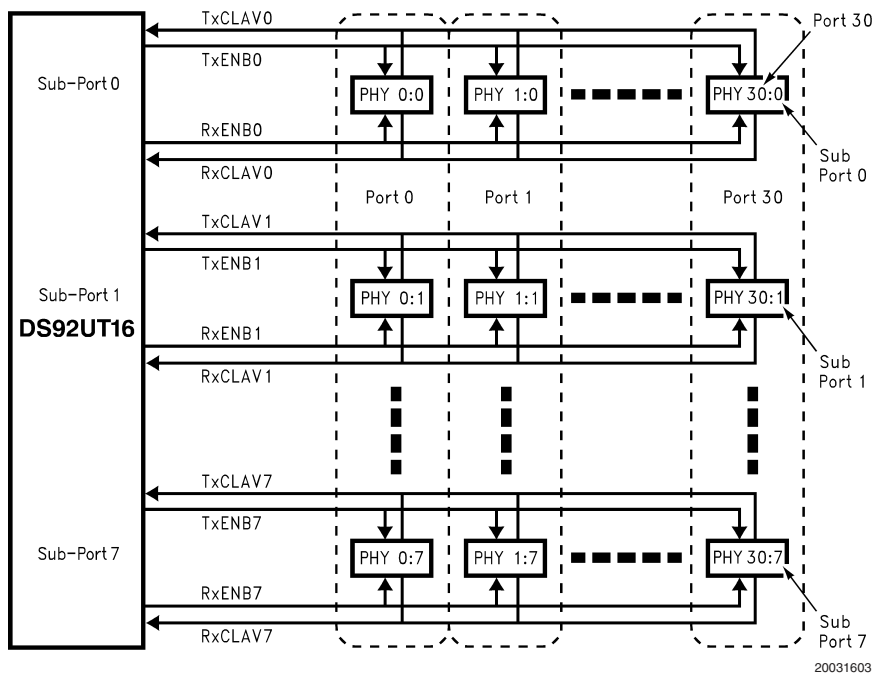 TxCLAV0
Port 30
TxENB0
Sub-Port 0
PHY 0:0
PHY 1:0
PHY 30:0
RxENB0
Sub
Port 0
RxCLAV0
Port 0
Port 1
Port 30
TxCLAV1
TxENB1
Sub-Port 1
PHY 0:1
PHY 1:1
PHY 30:1
DS92UT16
RxENB1
Sub
Port 1
RxCLAV1
TxCLAV7
TxENB7
Sub-Port 7
PHY 0:7
PHY 1:7
PHY 30:7
RxENB7
Sub
Port 7
RxCLAV7
20031603